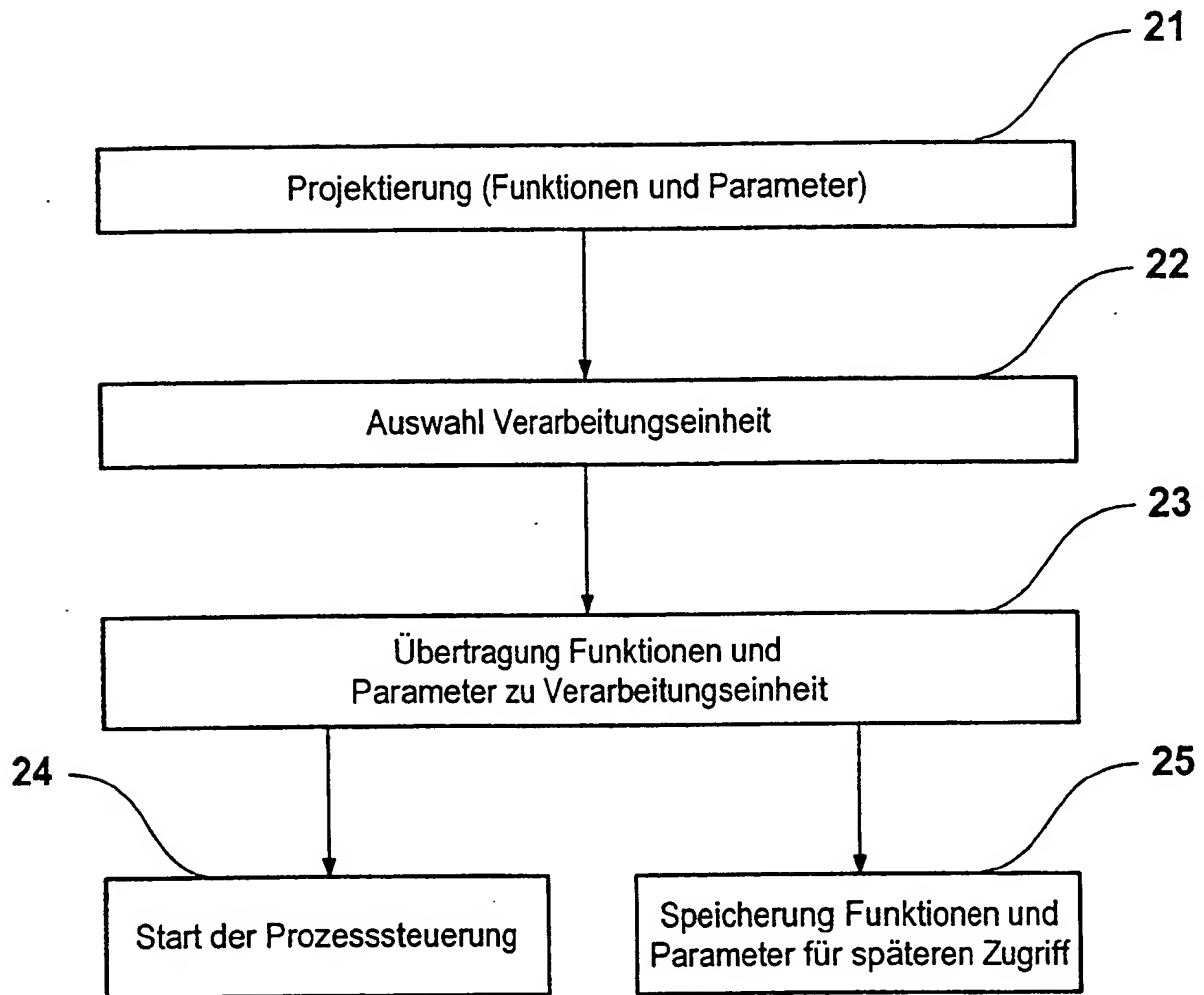 21
Projektierung (Funktionen und Parameter)
22
Auswahl Verarbeitungseinheit
23
Übertragung Funktionen und
Parameter zu Verarbeitungseinheit
24
25
Start der Prozesssteuerung
Speicherung Funktionen und
Parameter für späteren Zugriff